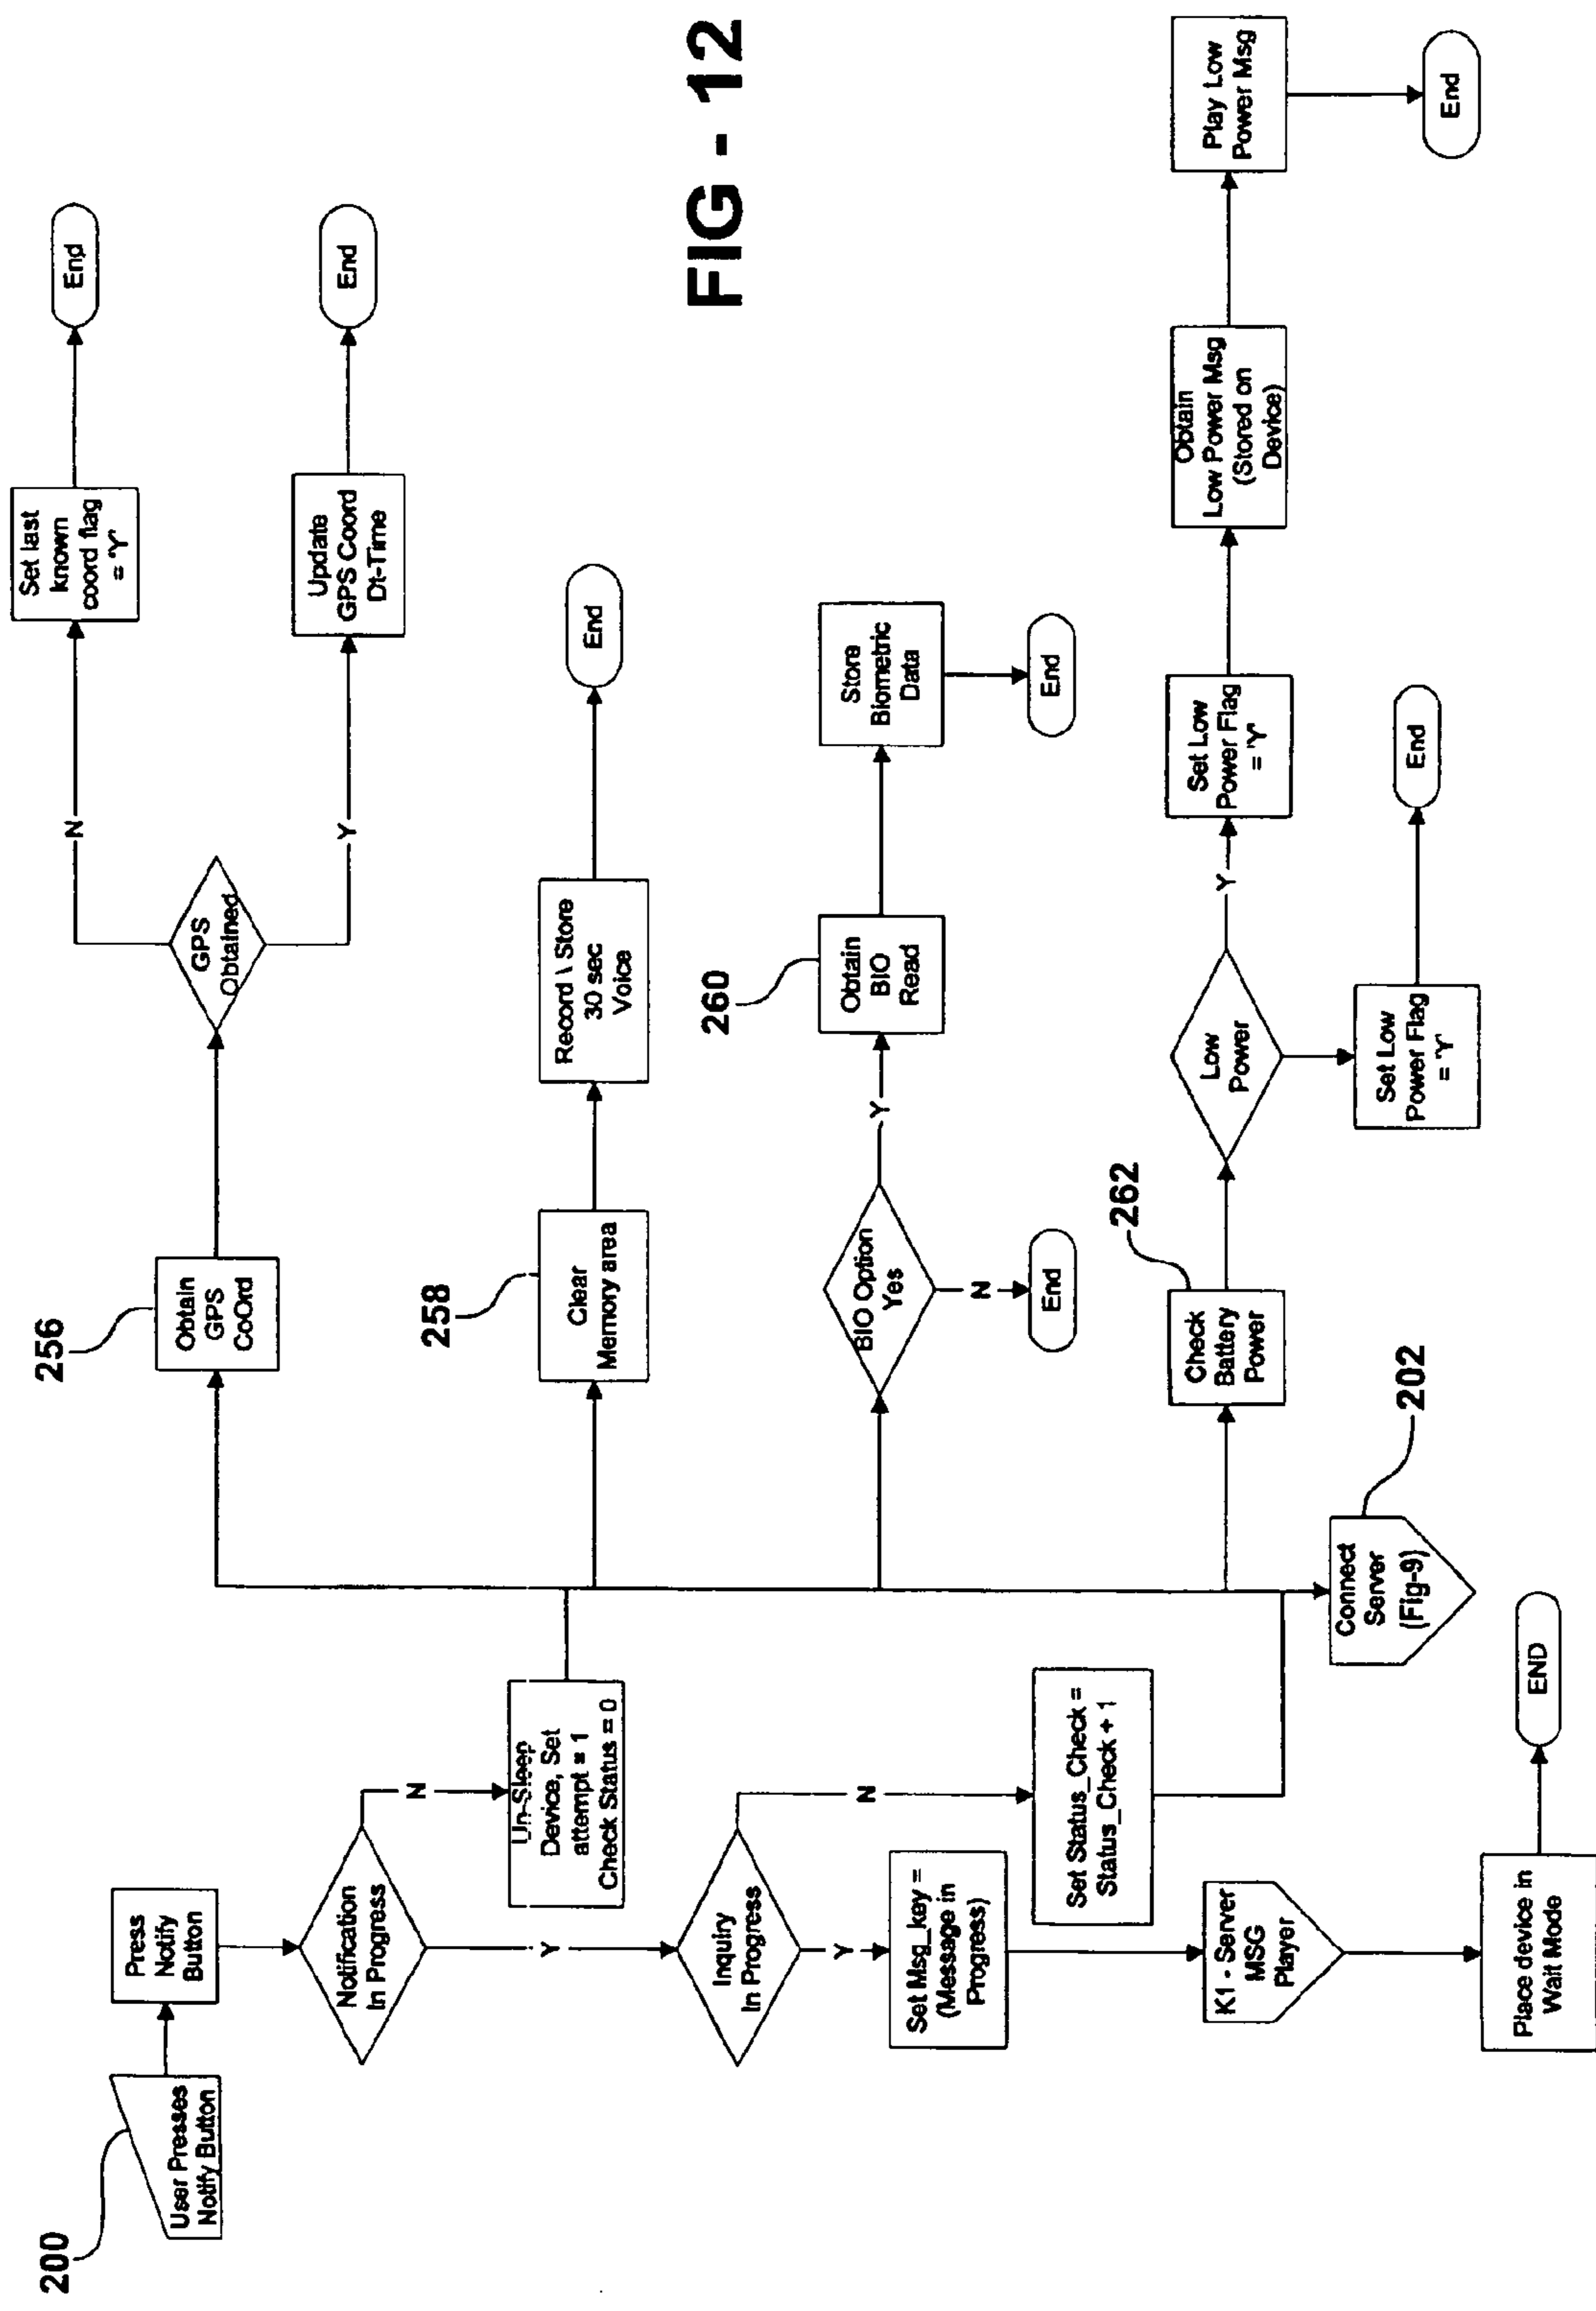 200
User Presses
Notify Button
Press
Notify
Button
Notification
In Progress
N
Y
Un-Sleep
Device, Set
attempt = 1
Check Status = 0
Inquiry
In Progress
N
Y
Set Msg_key =
(Message in
Progress)
Set Status_Check =
Status_Check + 1
K1 - Server
MSG
Player
Place device in
Wait Mode
END
Connect
Server
(Fig-9)
202
256
Obtain
GPS
CoOrd
GPS
Obtained
N
Y
Set last
known
coord flag
= 'Y'
End
Update
GPS Coord
Dt-Time
End
258
Clear
Memory area
Record \ Store
30 sec
Voice
End
BIO Option
Yes
N
End
Y
260
Obtain
BIO
Read
Store
Biometric
Data
End
262
Check
Battery
Power
Low
Power
Y
Set Low
Power Flag
= 'Y'
Obtain
Low Power Msg
(Stored on
Device)
Play Low
Power Msg
End
Set Low
Power Flag
= 'Y'
End
FIG - 12